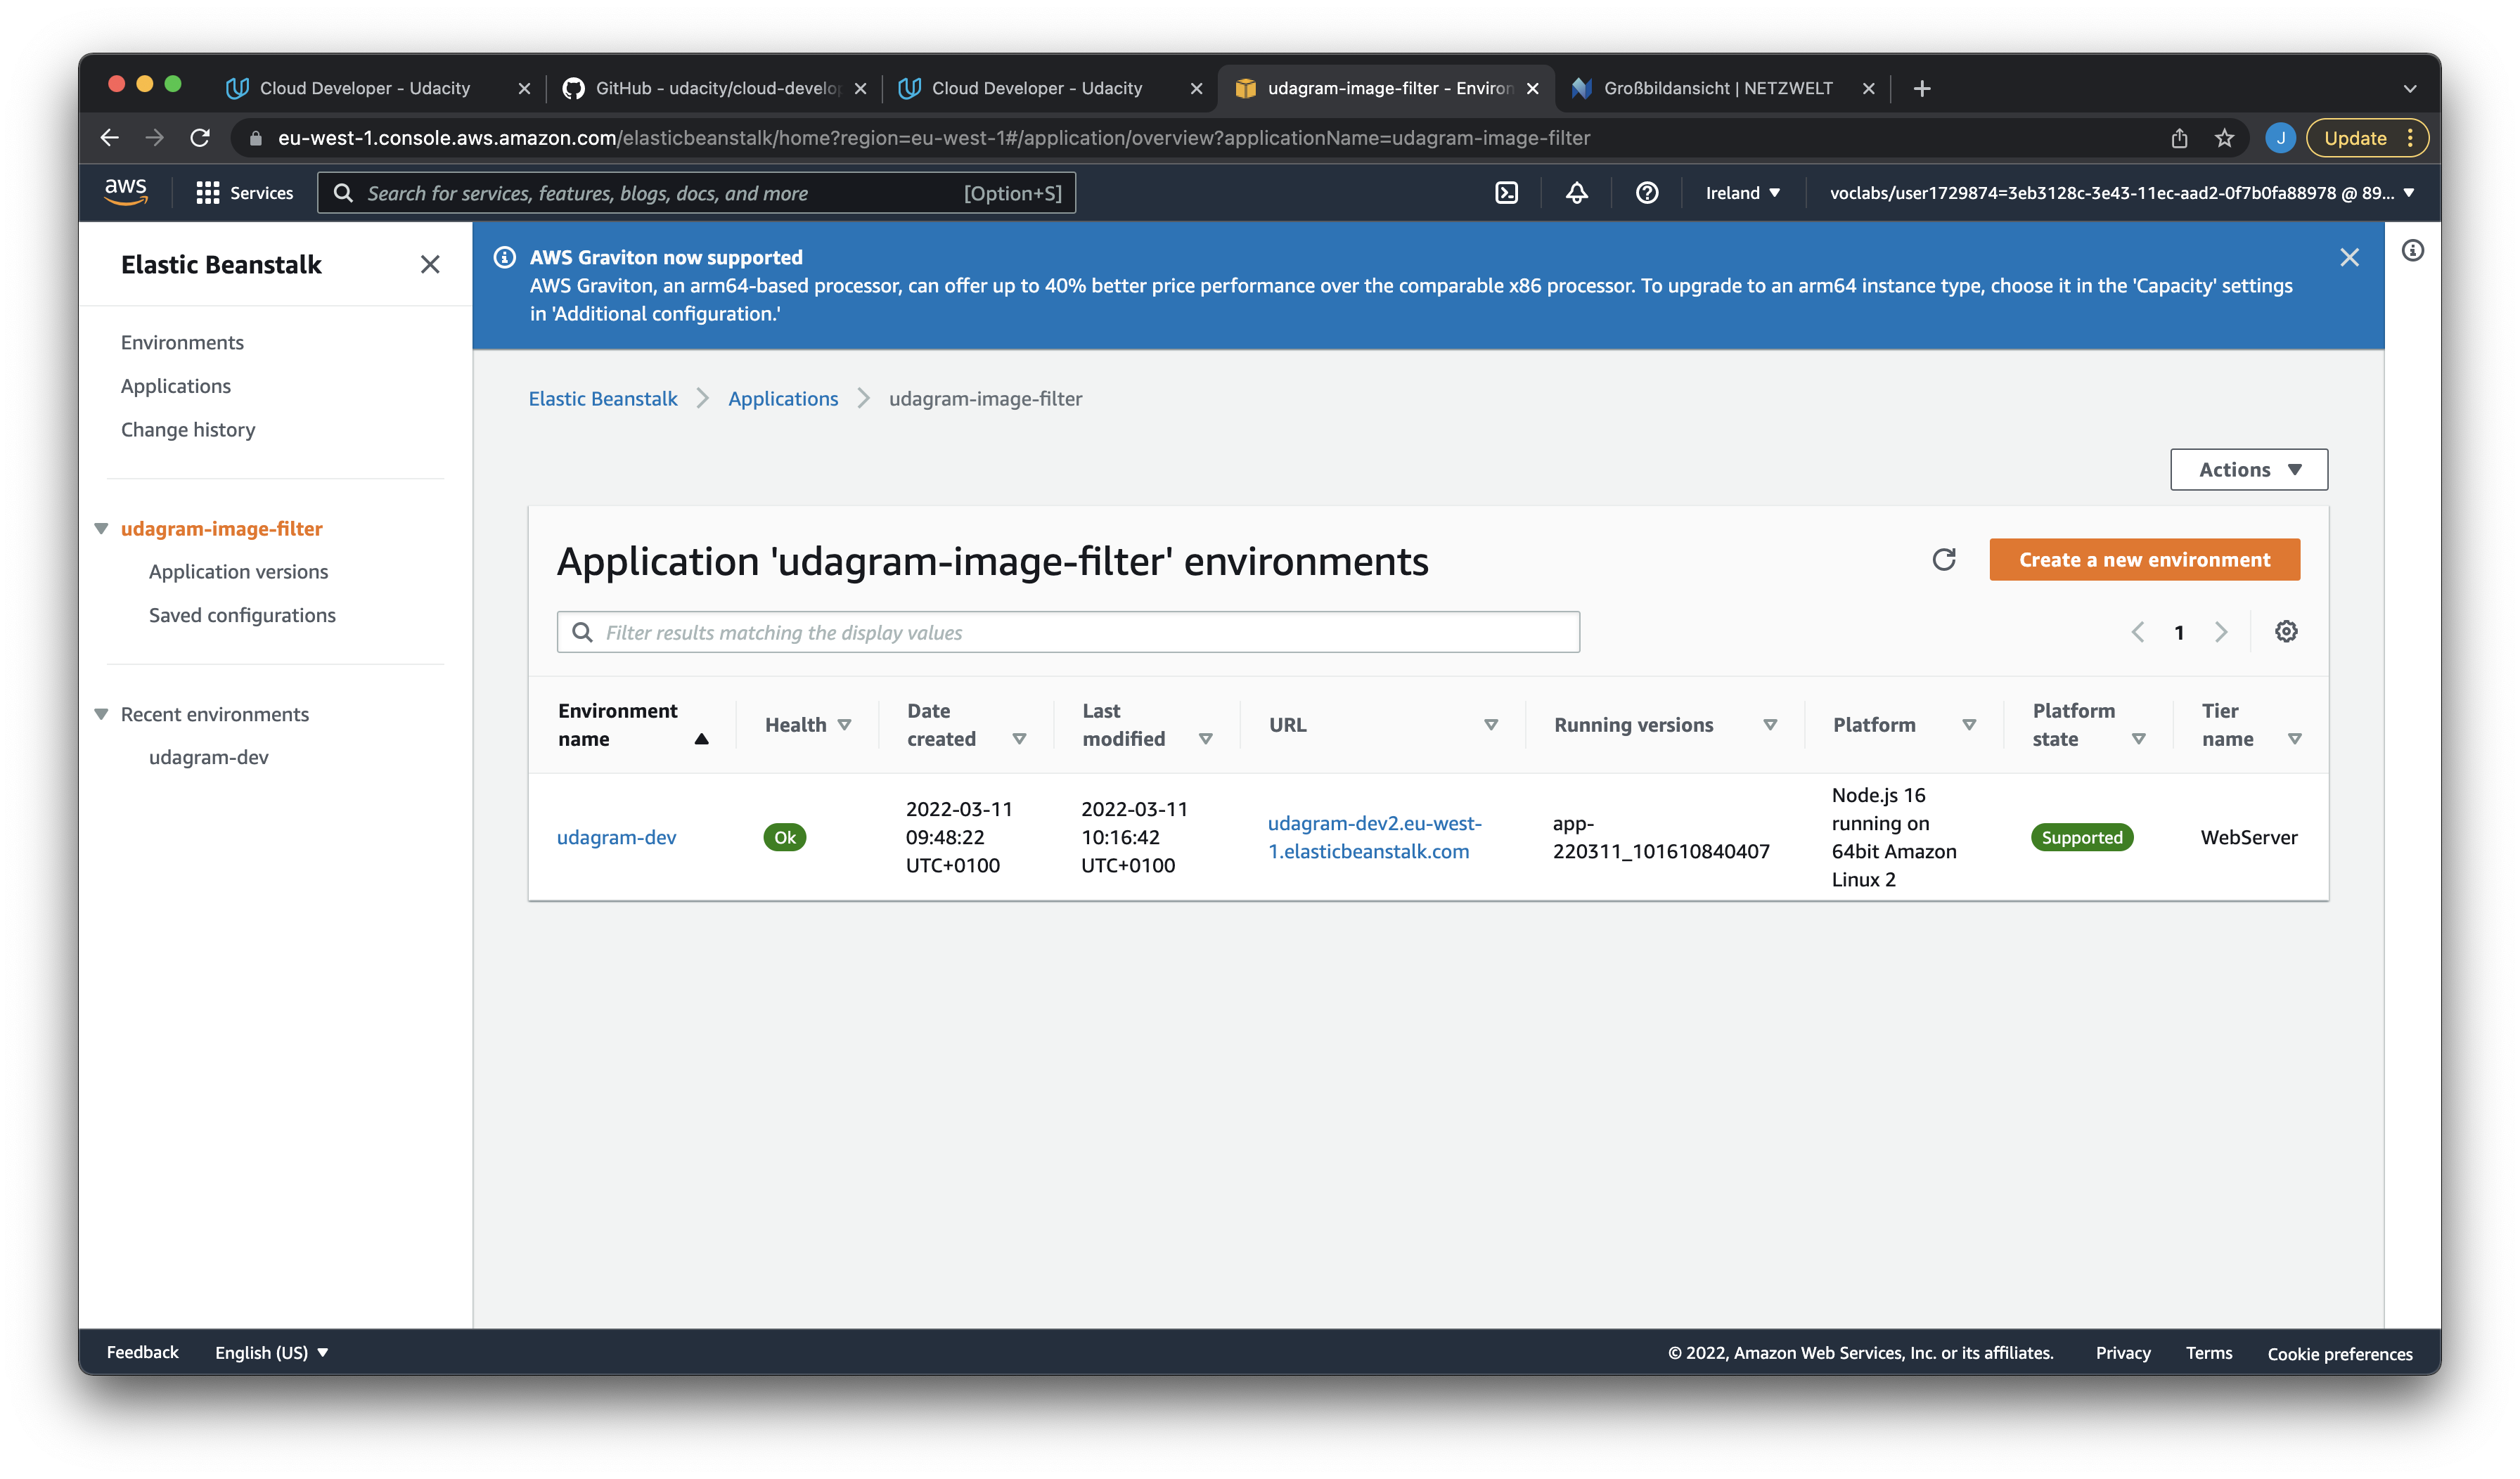 Cloud Developer - Udacity
GitHub - udacity/cloud-develop
Cloud Developer - Udacity
udagram-image-filter - Environ
Großbildansicht | NETZWELT
eu-west-1.console.aws.amazon.com/elasticbeanstalk/home?region=eu-west-1#/application/overview?applicationName=udagram-image-filter
J
Update
aws
Services
Search for services, features, blogs, docs, and more
[Option+S]
Ireland
voclabs/user1729874=3eb3128c-3e43-11ec-aad2-0f7b0fa88978 @ 89...
Elastic Beanstalk
Environments
Applications
Change history
udagram-image-filter
Application versions
Saved configurations
Recent environments
udagram-dev
AWS Graviton now supported
AWS Graviton, an arm64-based processor, can offer up to 40% better price performance over the comparable x86 processor. To upgrade to an arm64 instance type, choose it in the 'Capacity' settings
in 'Additional configuration.'
Elastic Beanstalk
Applications
udagram-image-filter
Actions
Application 'udagram-image-filter' environments
Create a new environment
Filter results matching the display values
1
Environment
name
Health
Date
created
Last
modified
URL
Running versions
Platform
Platform
state
Tier
name
udagram-dev
Ok
2022-03-11
09:48:22
UTC+0100
2022-03-11
10:16:42
UTC+0100
udagram-dev2.eu-west-
1.elasticbeanstalk.com
app-
220311_101610840407
Node.js 16
running on
64bit Amazon
Linux 2
Supported
WebServer
Feedback
English (US)
© 2022, Amazon Web Services, Inc. or its affiliates.
Privacy
Terms
Cookie preferences